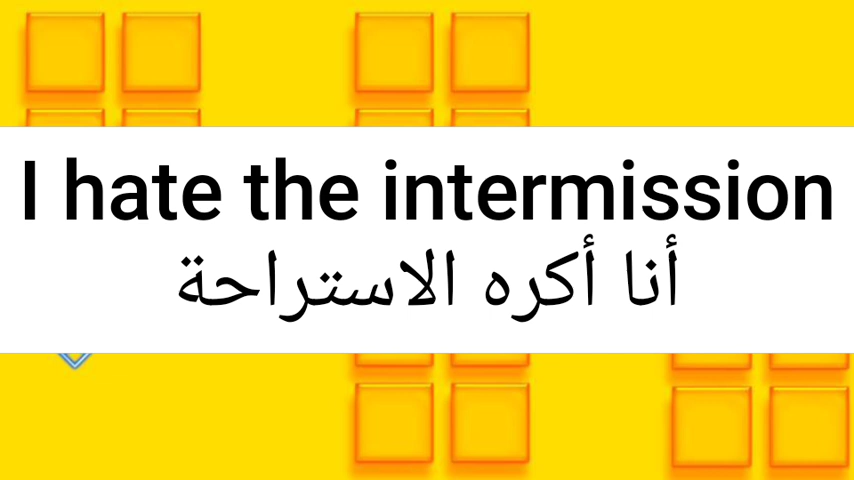 I hate the intermission
أنا أكره الاستراحة